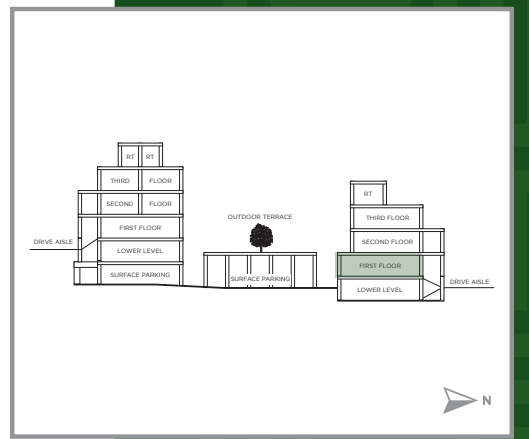 RT RT
THIRD FLOOR
SECOND FLOOR
FIRST FLOOR
DRIVE AISLE
LOWER LEVEL
SURFACE PARKING
OUTDOOR TERRACE
SURFACE PARKING
RT
THIRD FLOOR
SECOND FLOOR
FIRST FLOOR
DRIVE AISLE
LOWER LEVEL
N